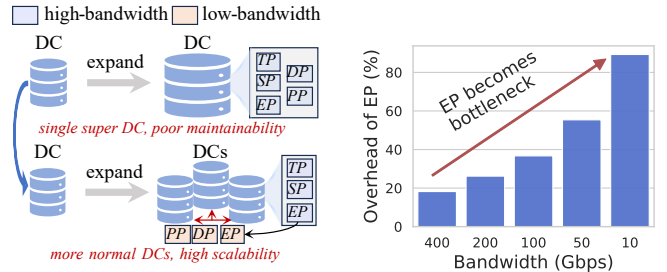 high-bandwidth low-bandwidth
DC
expand
DC
TP
SP
DP
EP
PP
single super DC, poor maintainability
DC
expand
DCs
TP
SP
EP
PP DP EP
more normal DCs, high scalability
Overhead of EP (%)
80
60
40
20
0
EP becomes
bottleneck
400 200 100 50 10
Bandwidth (Gbps)